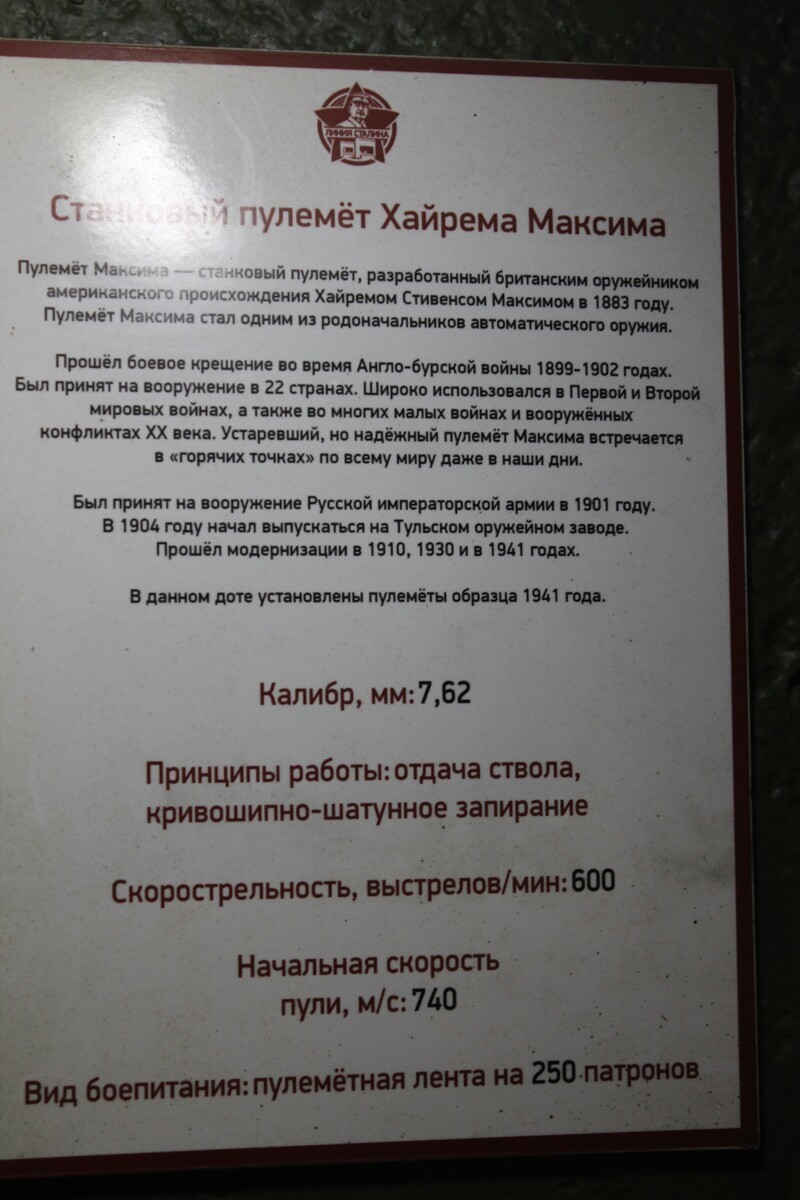 ЛИНИЯ СТАЛИНА
Станковый пулемёт Хайрема Максима
Пулемёт Максима — станковый пулемёт, разработанный британским оружейником
американского происхождения Хайремом Стивенсом Максимом в 1883 году.
Пулемёт Максима стал одним из родоначальников автоматического оружия.
Прошёл боевое крещение во время Англо-бурской войны 1899-1902 годах.
Был принят на вооружение в 22 странах. Широко использовался в Первой и Второй
мировых войнах, а также во многих малых войнах и вооружённых
конфликтах XX века. Устаревший, но надёжный пулемёт Максима встречается
в «горячих точках» по всему миру даже в наши дни.
Был принят на вооружение Русской императорской армии в 1901 году.
В 1904 году начал выпускаться на Тульском оружейном заводе.
Прошёл модернизации в 1910, 1930 и в 1941 годах.
В данном доте установлены пулемёты образца 1941 года.
Калибр, мм: 7,62
Принципы работы: отдача ствола,
кривошипно-шатунное запирание
Скорострельность, выстрелов/мин: 600
Начальная скорость
пули, м/с: 740
Вид боепитания: пулемётная лента на 250 патронов